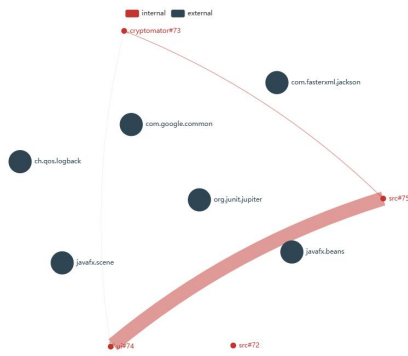 internal external
cryptomator#73
com.fasterxml.jackson
com.google.common
ch.qos.logback
src#75
org.junit.jupiter
javafx.beans
javafx.scene
src#72